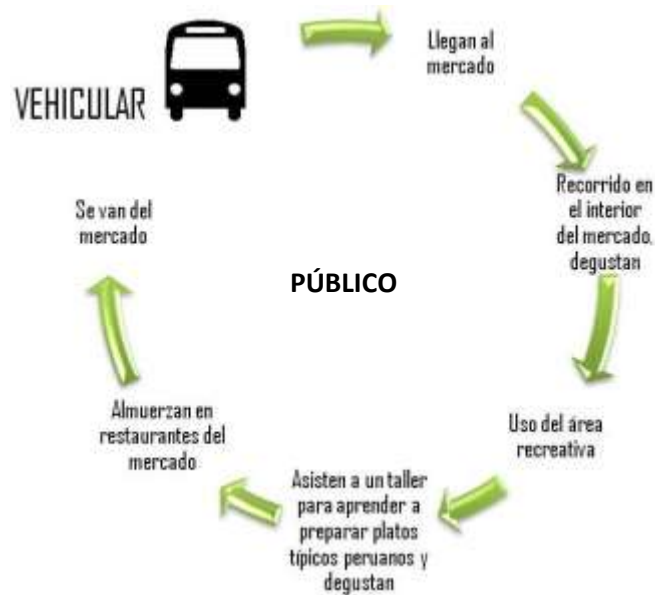 VEHICULAR
Llegan al
mercado
Recorrido en
el interior
del mercado,
degustan
Uso del área
recreativa
Asisten a un taller
para aprender a
preparar platos
típicos peruanos y
degustan
Almuerzan en
restaurantes del
mercado
Se van del
mercado
PÚBLICO